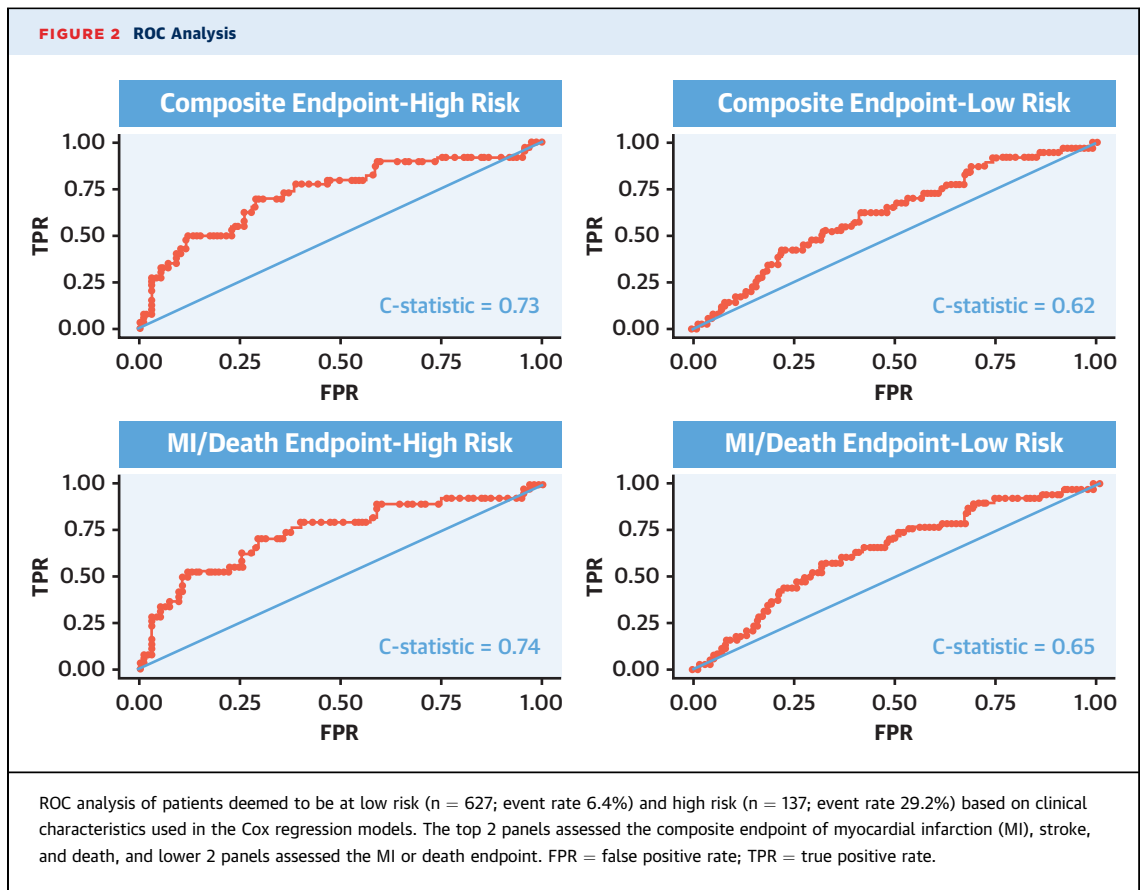 FIGURE 2 ROC Analysis
Composite Endpoint-High Risk
1.00
0.75
0.50
0.25
0.00
TPR
C-statistic = 0.73
0.00 0.25 0.50 0.75 1.00
FPR
Composite Endpoint-Low Risk
1.00
0.75
0.50
0.25
0.00
TPR
C-statistic = 0.62
0.00 0.25 0.50 0.75 1.00
FPR
MI/Death Endpoint-High Risk
1.00
0.75
0.50
0.25
0.00
TPR
C-statistic = 0.74
0.00 0.25 0.50 0.75 1.00
FPR
MI/Death Endpoint-Low Risk
1.00
0.75
0.50
0.25
0.00
TPR
C-statistic = 0.65
0.00 0.25 0.50 0.75 1.00
FPR
ROC analysis of patients deemed to be at low risk (n = 627; event rate 6.4%) and high risk (n = 137; event rate 29.2%) based on clinical
characteristics used in the Cox regression models. The top 2 panels assessed the composite endpoint of myocardial infarction (MI), stroke,
and death, and lower 2 panels assessed the MI or death endpoint. FPR = false positive rate; TPR = true positive rate.